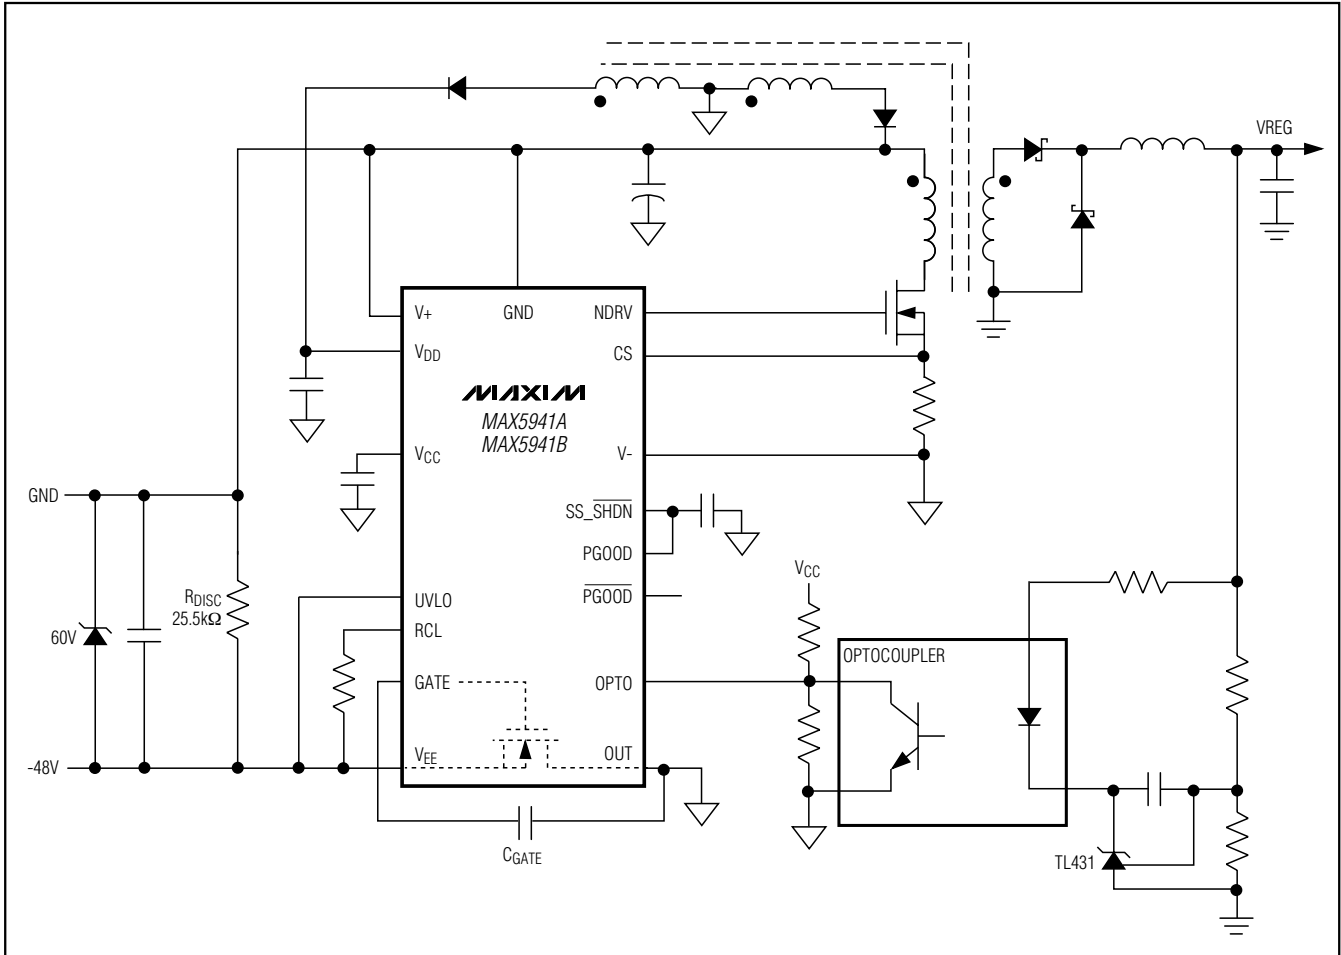 VREG
V+
GND
NDRV
VDD
CS
MAXIM
MAX5941A
MAX5941B
VCC
V-
GND
SS_SHDN
PGOOD
VCC
RDISC
25.5kΩ
UVLO
PGOOD
60V
RCL
OPTOCOUPLER
GATE
OPTO
VEE
OUT
-48V
CGATE
TL431